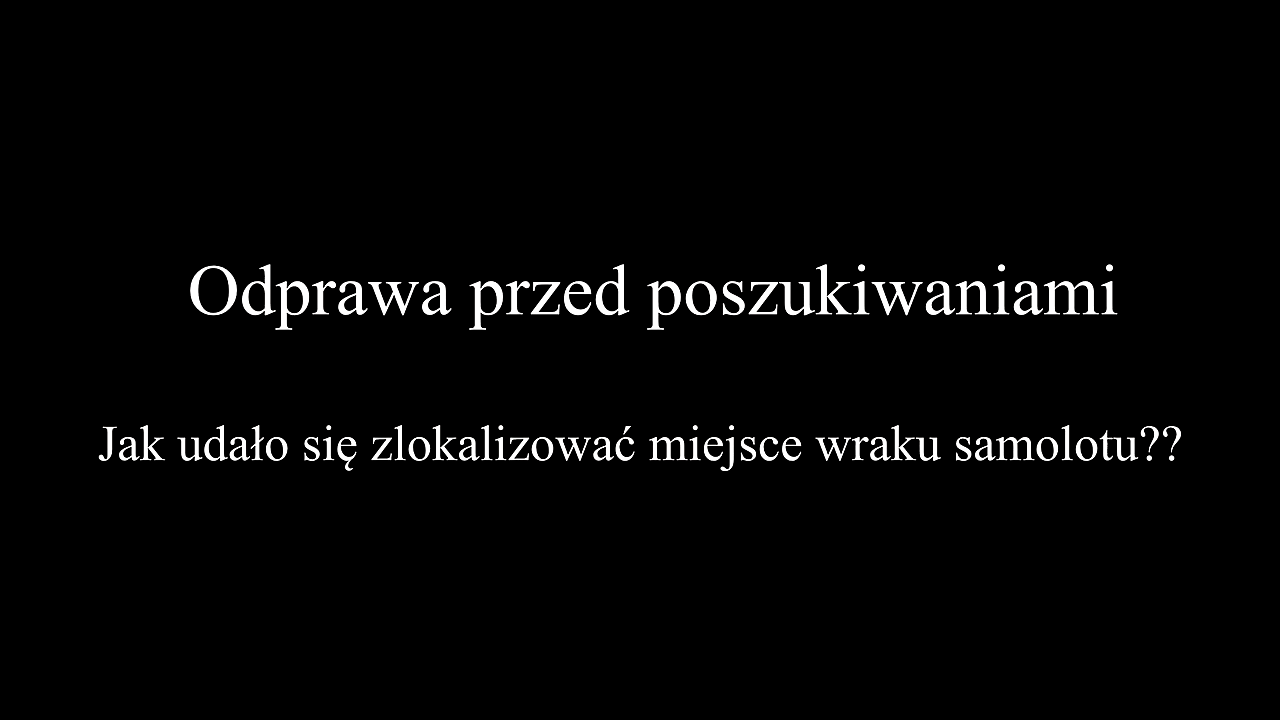 Odprawa przed poszukiwaniami
Jak udało się zlokalizować miejsce wraku samolotu??